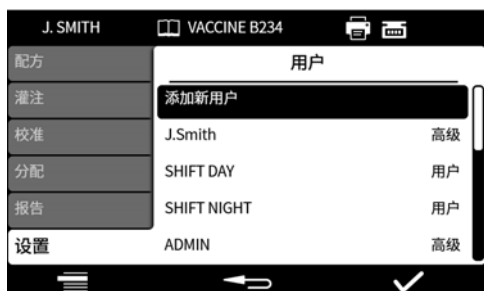 J. SMITH VACCINE B234
配方
灌注
校准
分配
报告
设置
用户
添加新用户
J.Smith 高级
SHIFT DAY 用户
SHIFT NIGHT 用户
ADMIN 高级